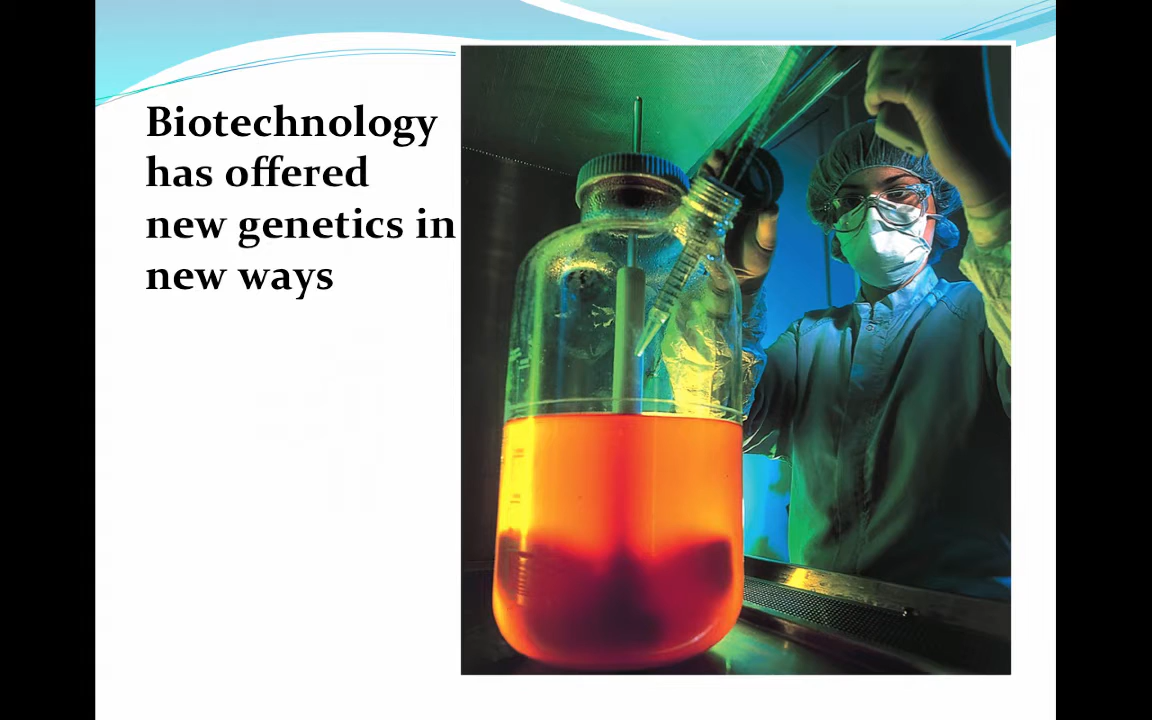 Biotechnology
has offered
new genetics in
new ways